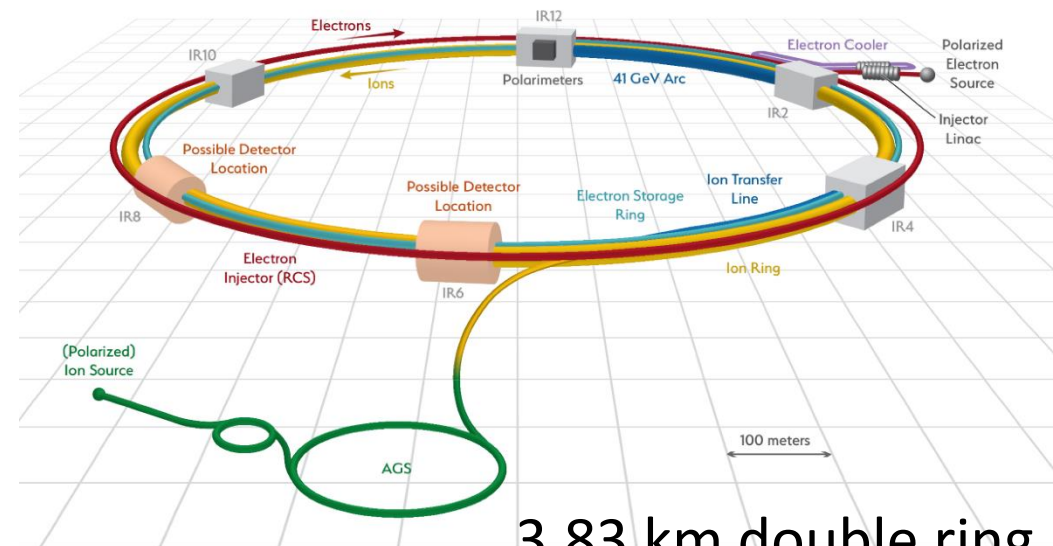 IR12
Electrons
IR10
Ions
Polarimeters
41 GeV Arc
Electron Cooler
Polarized
Electron
Source
IR2
Injector
Linac
Possible Detector
Location
Possible Detector
Location
Electron Storage
Ring
Ion Transfer
Line
IR8
IR4
Electron
Injector (RCS)
IR6
Ion Ring
(Polarized)
Ion Source
AGS
100 meters
3.83 km double ring